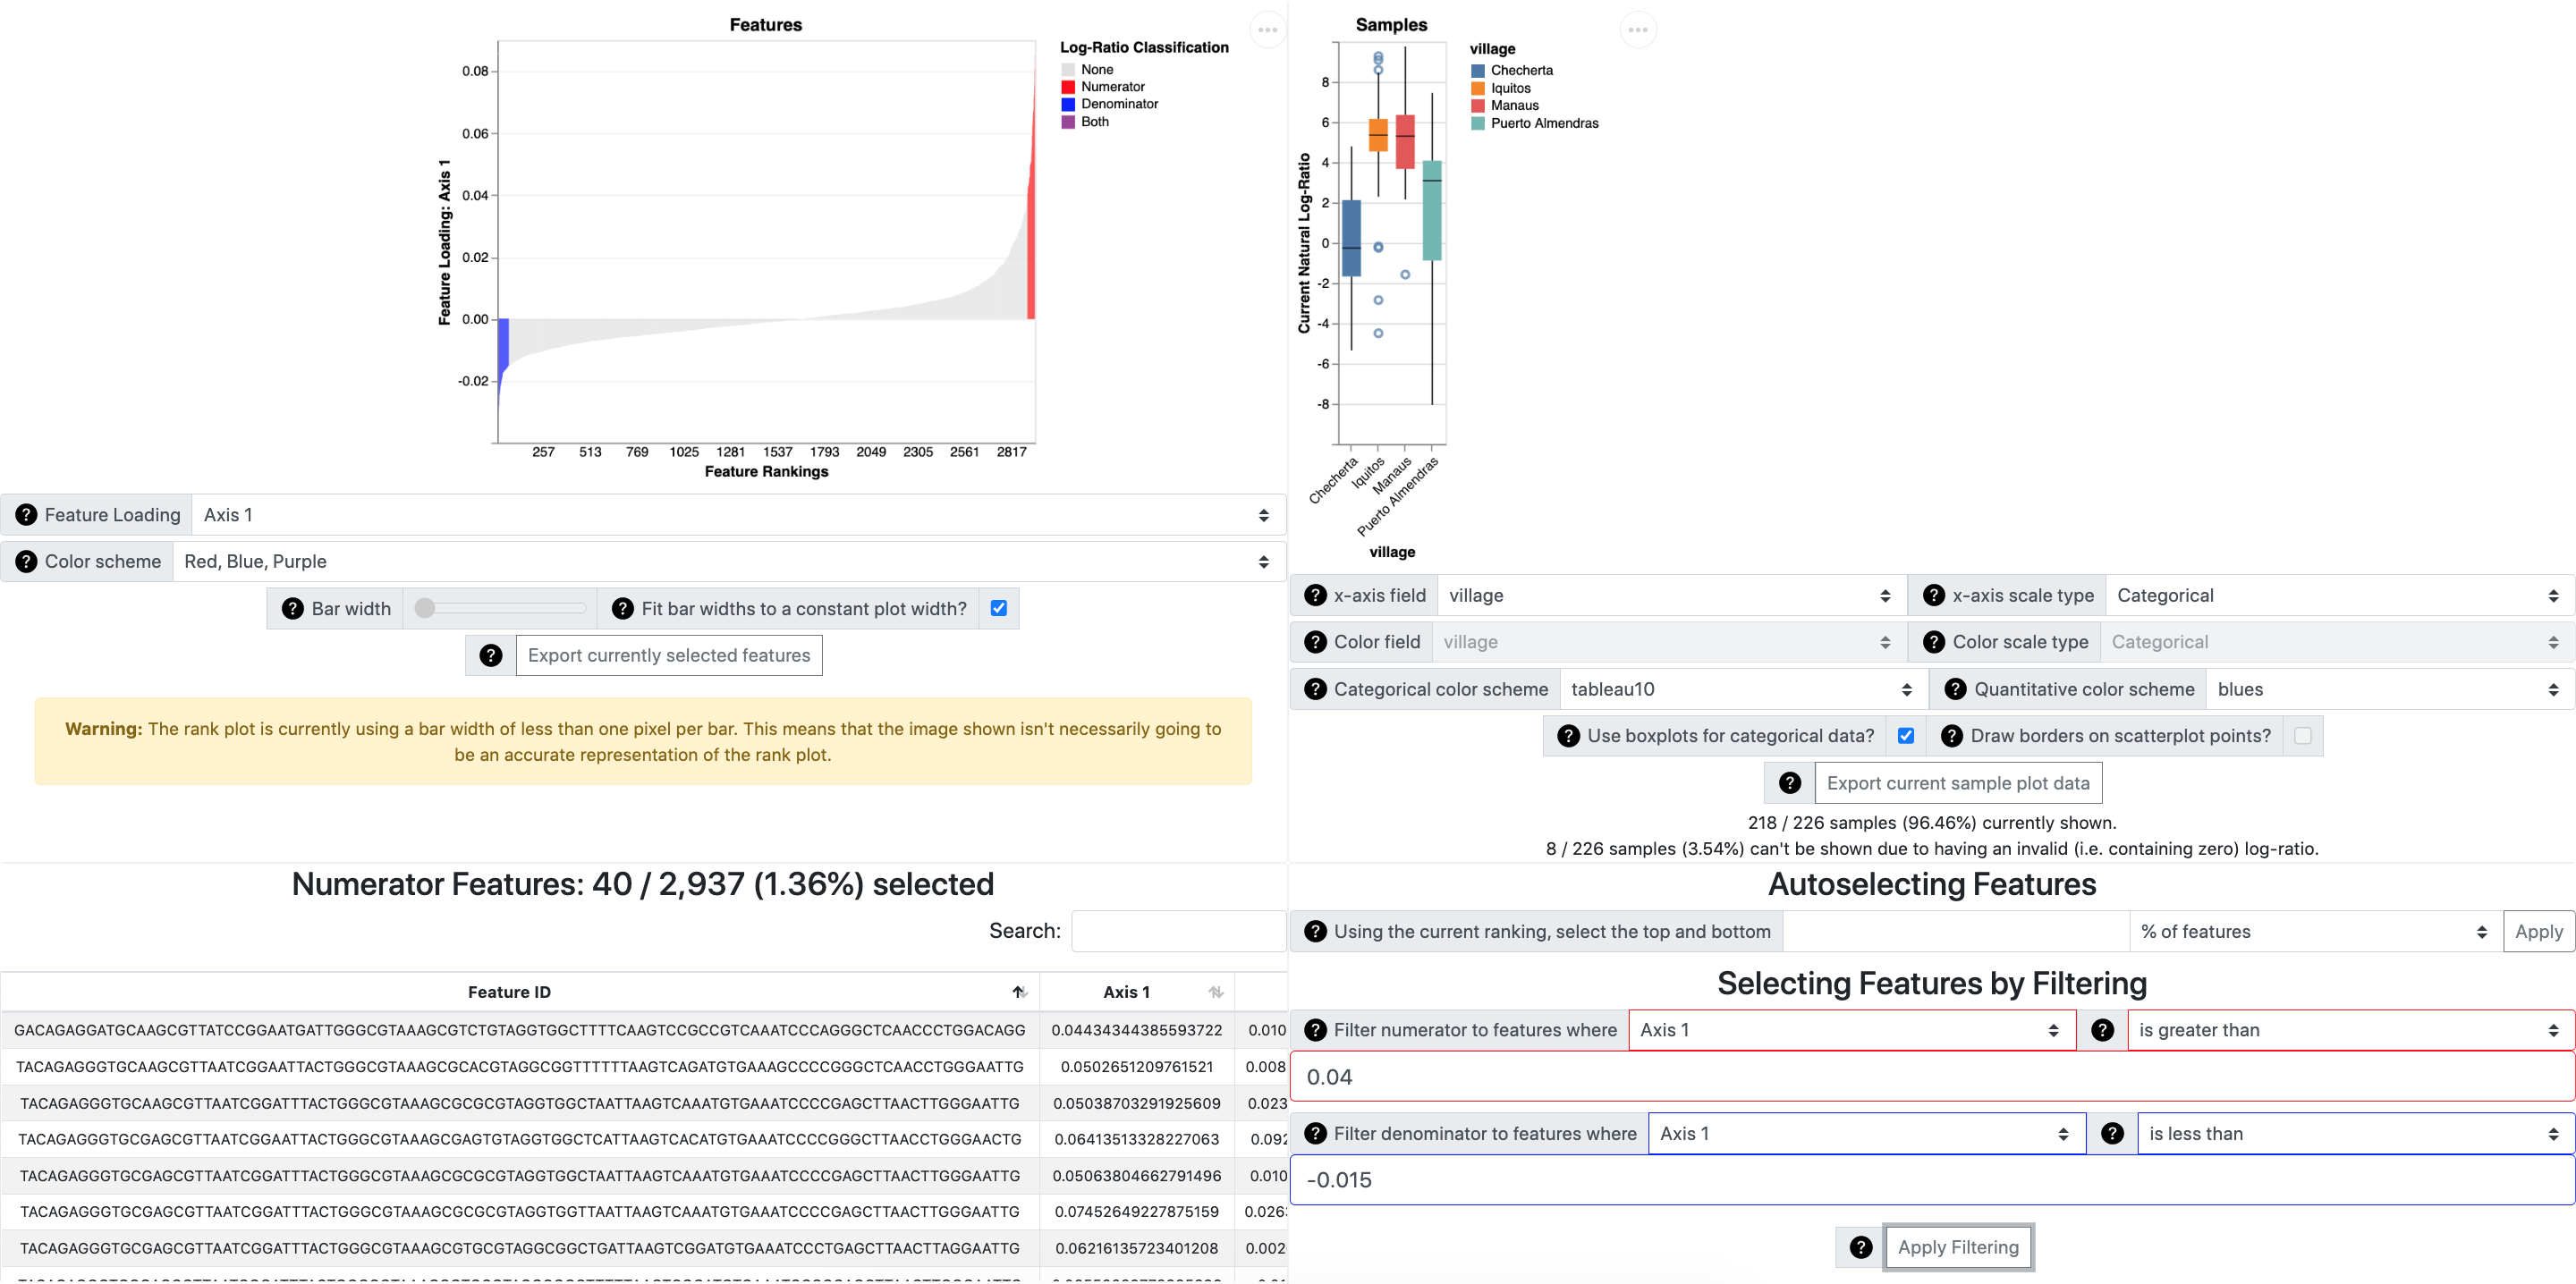 Features
Log-Ratio Classification
None
Numerator
Denominator
Both
Feature Loading: Axis 1
0.08
0.06
0.04
0.02
0.00
-0.02
257 513 769 1025 1281 1537 1793 2049 2305 2561 2817
Feature Rankings
? Feature Loading Axis 1
? Color scheme Red, Blue, Purple
? Bar width ? Fit bar widths to a constant plot width?
? Export currently selected features
Warning: The rank plot is currently using a bar width of less than one pixel per bar. This means that the image shown isn't necessarily going to
be an accurate representation of the rank plot.
Samples
village
Checherta
Iquitos
Manaus
Puerto Almendras
Current Natural Log-Ratio
8
6
4
2
0
-2
-4
-6
-8
Checherta
Iquitos
Manaus
Puerto Almendras
village
? x-axis field village ? x-axis scale type Categorical
? Color field village ? Color scale type Categorical
? Categorical color scheme tableau10 ? Quantitative color scheme blues
? Use boxplots for categorical data? ? Draw borders on scatterplot points?
? Export current sample plot data
218 / 226 samples (96.46%) currently shown.
8 / 226 samples (3.54%) can't be shown due to having an invalid (i.e. containing zero) log-ratio.
Numerator Features: 40 / 2,937 (1.36%) selected
Search:
Feature ID Axis 1
GACAGAGGATGCAAGCGTTATCCGGAATGATTGGGCGTAAAGCGTCTGTAGGTGGCTTTTCAAGTCCGCCGTCAAATCCCAGGGCTCAACCCTGGACAGG 0.04434344385593722 0.010
TACAGAGGGTGCAAGCGTTAATCGGAATTACTGGGCGTAAAGCGCACGTAGGCGGTTTTTTAAGTCAGATGTGAAAGCCCCGGGCTCAACCTGGGAATTG 0.0502651209761521 0.008
TACAGAGGGTGCAAGCGTTAATCGGATTTACTGGGCGTAAAGCGCGCGTAGGTGGCTAATTAAGTCAAATGTGAAATCCCCGAGCTTAACTTGGGAATTG 0.05038703291925609 0.023
TACAGAGGGTGCGAGCGTTAATCGGAATTACTGGGCGTAAAGCGAGTGTAGGTGGCTCATTAAGTCACATGTGAAATCCCCGGGCTTAACCTGGGAACTG 0.06413513328227063 0.092
TACAGAGGGTGCGAGCGTTAATCGGATTTACTGGGCGTAAAGCGCGCGTAGGTGGCTAATTAAGTCAAATGTGAAATCCCCGAGCTTAACTTGGGAATTG 0.05063804662791496 0.010
TACAGAGGGTGCGAGCGTTAATCGGATTTACTGGGCGTAAAGCGCGCGTAGGTGGTTAATTAAGTCAAATGTGAAATCCCCGAGCTTAACTTGGGAATTG 0.07452649227875159 0.026
TACAGAGGGTGCGAGCGTTAATCGGATTTACTGGGCGTAAAGCGTGCGTAGGCGGCTGATTAAGTCGGATGTGAAATCCCTGAGCTTAACTTAGGAATTG 0.06216135723401208 0.002
Autoselecting Features
? Using the current ranking, select the top and bottom % of features Apply
Selecting Features by Filtering
? Filter numerator to features where Axis 1 ? is greater than
0.04
? Filter denominator to features where Axis 1 ? is less than
-0.015
? Apply Filtering